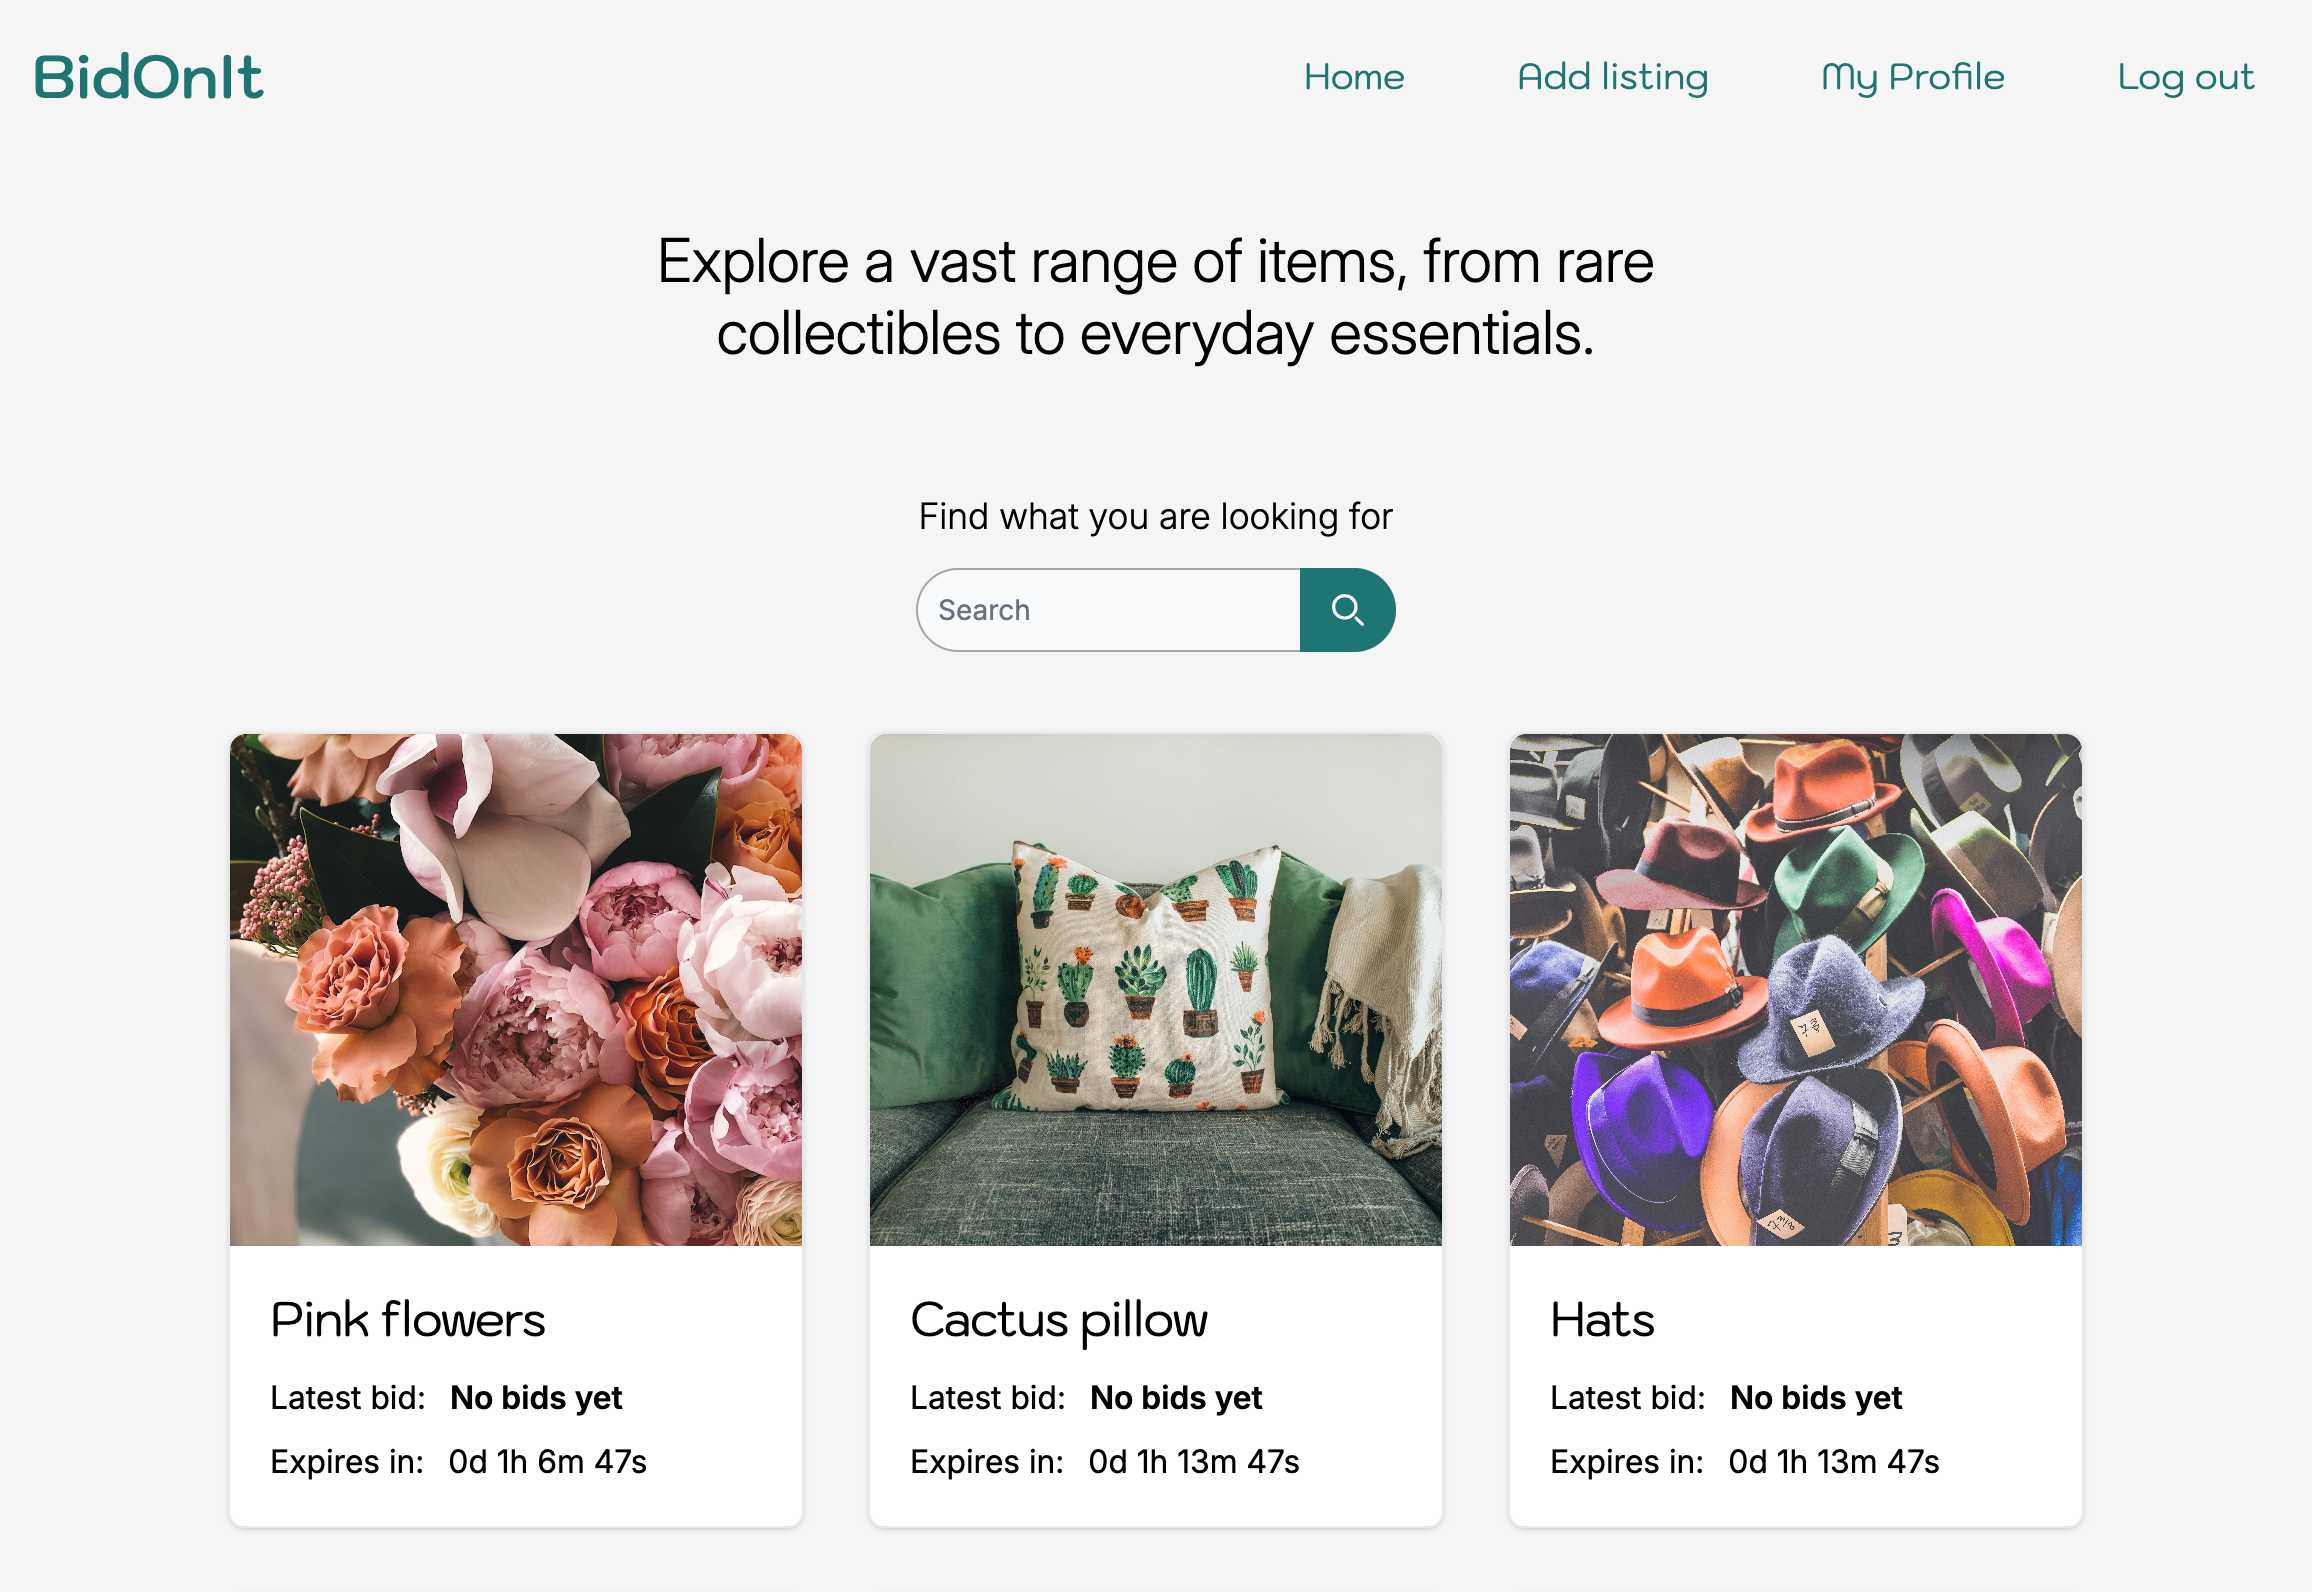 BidOnIt
Home
Add listing
My Profile
Log out
Explore a vast range of items, from rare
collectibles to everyday essentials.
Find what you are looking for
Search
Pink flowers
Latest bid: No bids yet
Expires in: 0d 1h 6m 47s
Cactus pillow
Latest bid: No bids yet
Expires in: 0d 1h 13m 47s
Hats
Latest bid: No bids yet
Expires in: 0d 1h 13m 47s